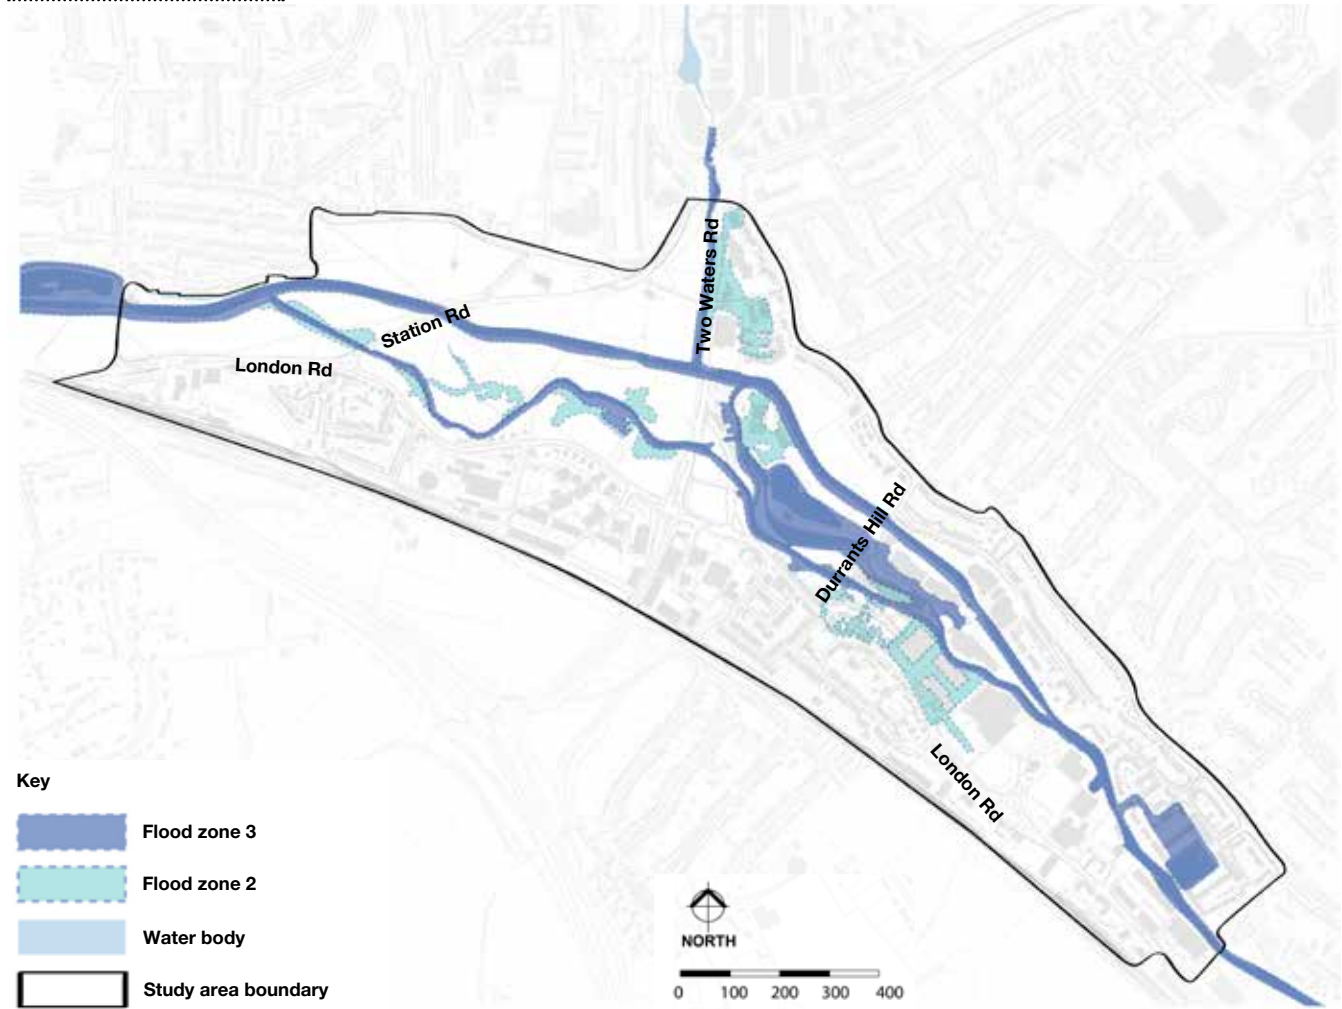 Two Waters Rd
Station Rd
London Rd
Durrants Hill Rd
London Rd
Key
Flood zone 3
Flood zone 2
Water body
Study area boundary
NORTH
0 100 200 300 400